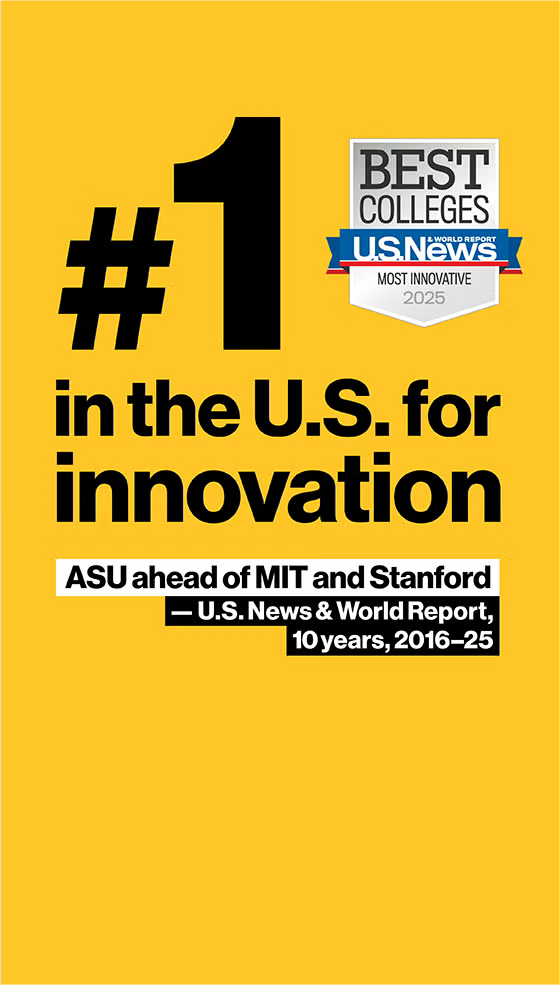 #1
BEST
COLLEGES
U.S.News
& WORLD REPORT
MOST INNOVATIVE
2025
in the U.S. for
innovation
ASU ahead of MIT and Stanford
— U.S. News & World Report,
10 years, 2016–25